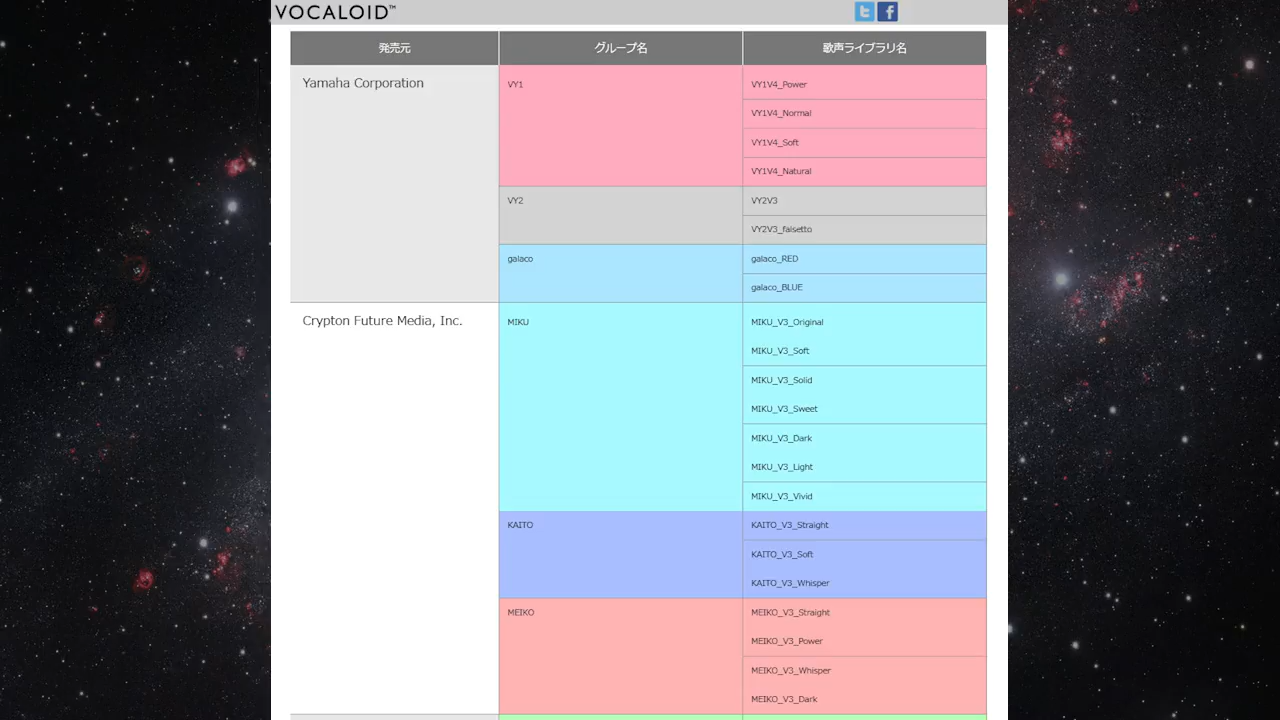 VOCALOID™
発売元 グループ名 歌声ライブラリ名
Yamaha Corporation VY1 VY1V4_Power
VY1V4_Normal
VY1V4_Soft
VY1V4_Natural
VY2 VY2V3
VY2V3_falsetto
galaco galaco_RED
galaco_BLUE
Crypton Future Media, Inc. MIKU MIKU_V3_Original
MIKU_V3_Soft
MIKU_V3_Solid
MIKU_V3_Sweet
MIKU_V3_Dark
MIKU_V3_Light
MIKU_V3_Vivid
KAITO KAITO_V3_Straight
KAITO_V3_Soft
KAITO_V3_Whisper
MEIKO MEIKO_V3_Straight
MEIKO_V3_Power
MEIKO_V3_Whisper
MEIKO_V3_Dark